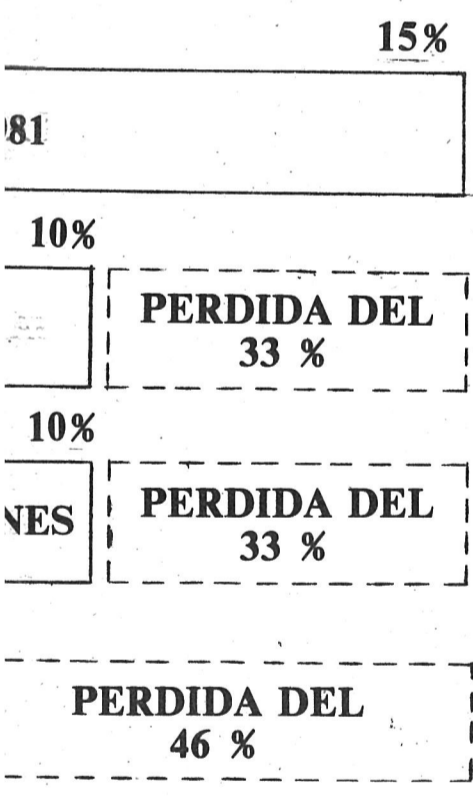 15%
81
10%
PERDIDA DEL
33 %
10%
NES
PERDIDA DEL
33 %
PERDIDA DEL
46 %